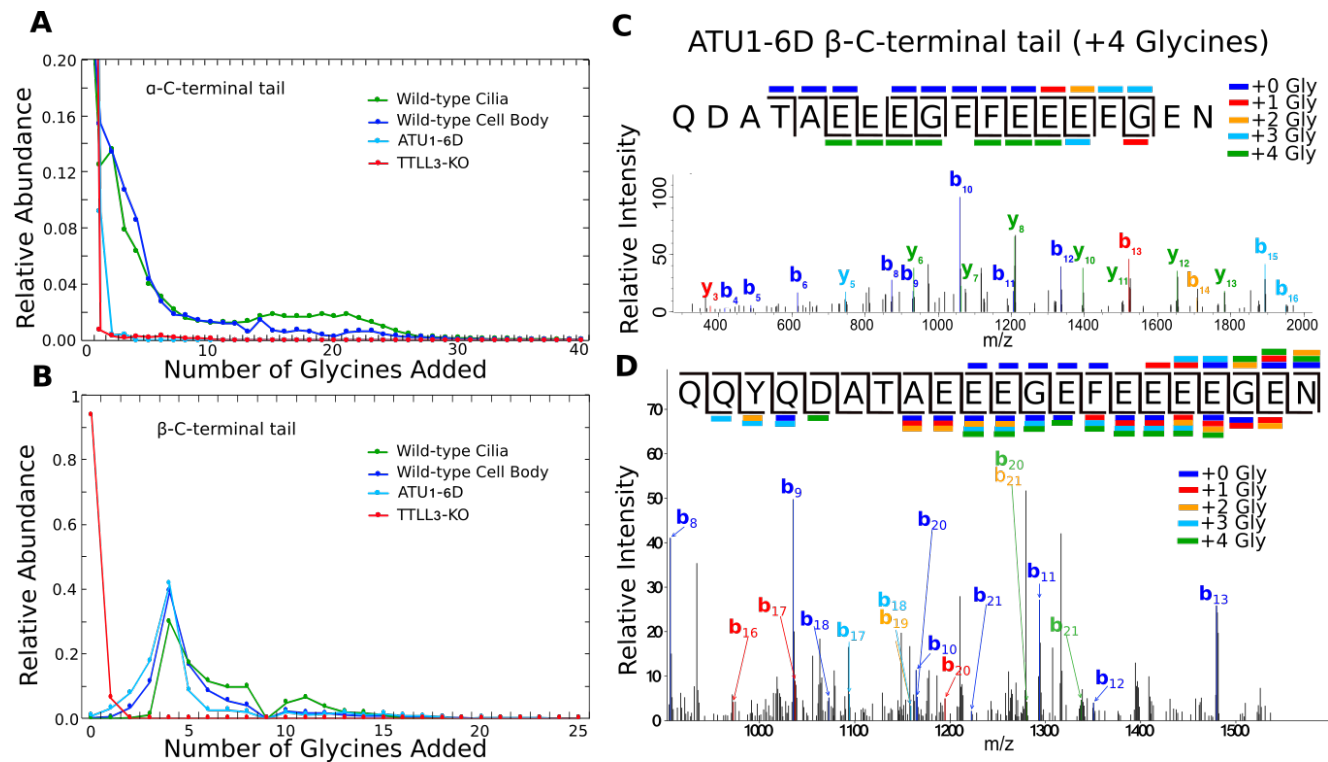 A
α-C-terminal tail
Wild-type Cilia
Wild-type Cell Body
ATU1-6D
TTLL3-KO
Relative Abundance
0.20
0.16
0.12
0.08
0.04
0.0
0 10 20 30 40
Number of Glycines Added
B
β-C-terminal tail
Wild-type Cilia
Wild-type Cell Body
ATU1-6D
TTLL3-KO
Relative Abundance
1
0.8
0.6
0.4
0.2
0.0
0 5 10 15 20 25
Number of Glycines Added
C
ATU1-6D β-C-terminal tail (+4 Glycines)
QDATAEEEGEFEEEEEGEN
+0 Gly
+1 Gly
+2 Gly
+3 Gly
+4 Gly
Relative Intensity
100
50
0
y3 b4 b5 b6 y5 b8 b9 y6 b10 y7 b11 y8 b12 y10 y11 b13 y12 b14 y13 b15 b16
400 600 800 1000 1200 1400 1600 1800 2000
m/z
D
QQYQDATAEEEGEFEEEEEGEN
+0 Gly
+1 Gly
+2 Gly
+3 Gly
+4 Gly
Relative Intensity
70
60
50
40
30
20
10
0
b8
b9
b20
b21
b20
b11
b21
b13
b16
b17
b18
b17
b18
b19
b10
b20
b21
b12
1000 1100 1200 1300 1400 1500
m/z